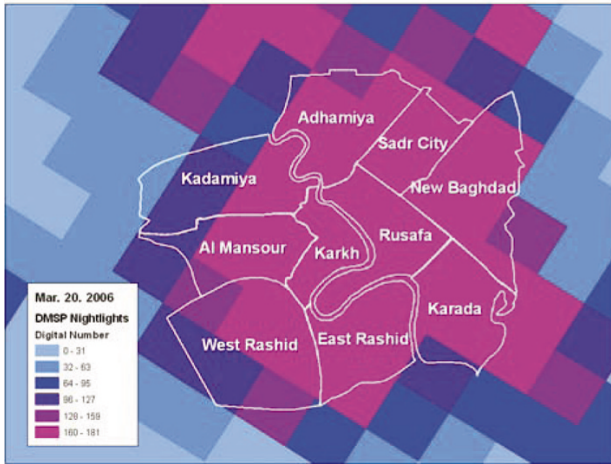 Adhamiya
Sadr City
Kadamiya
New Baghdad
Al Mansour
Karkh
Rusafa
Karada
West Rashid
East Rashid
Mar. 20. 2006
DMSP Nightlights
Digital Number
0 - 31
32 - 63
64 - 95
96 - 127
128 - 159
160 - 181